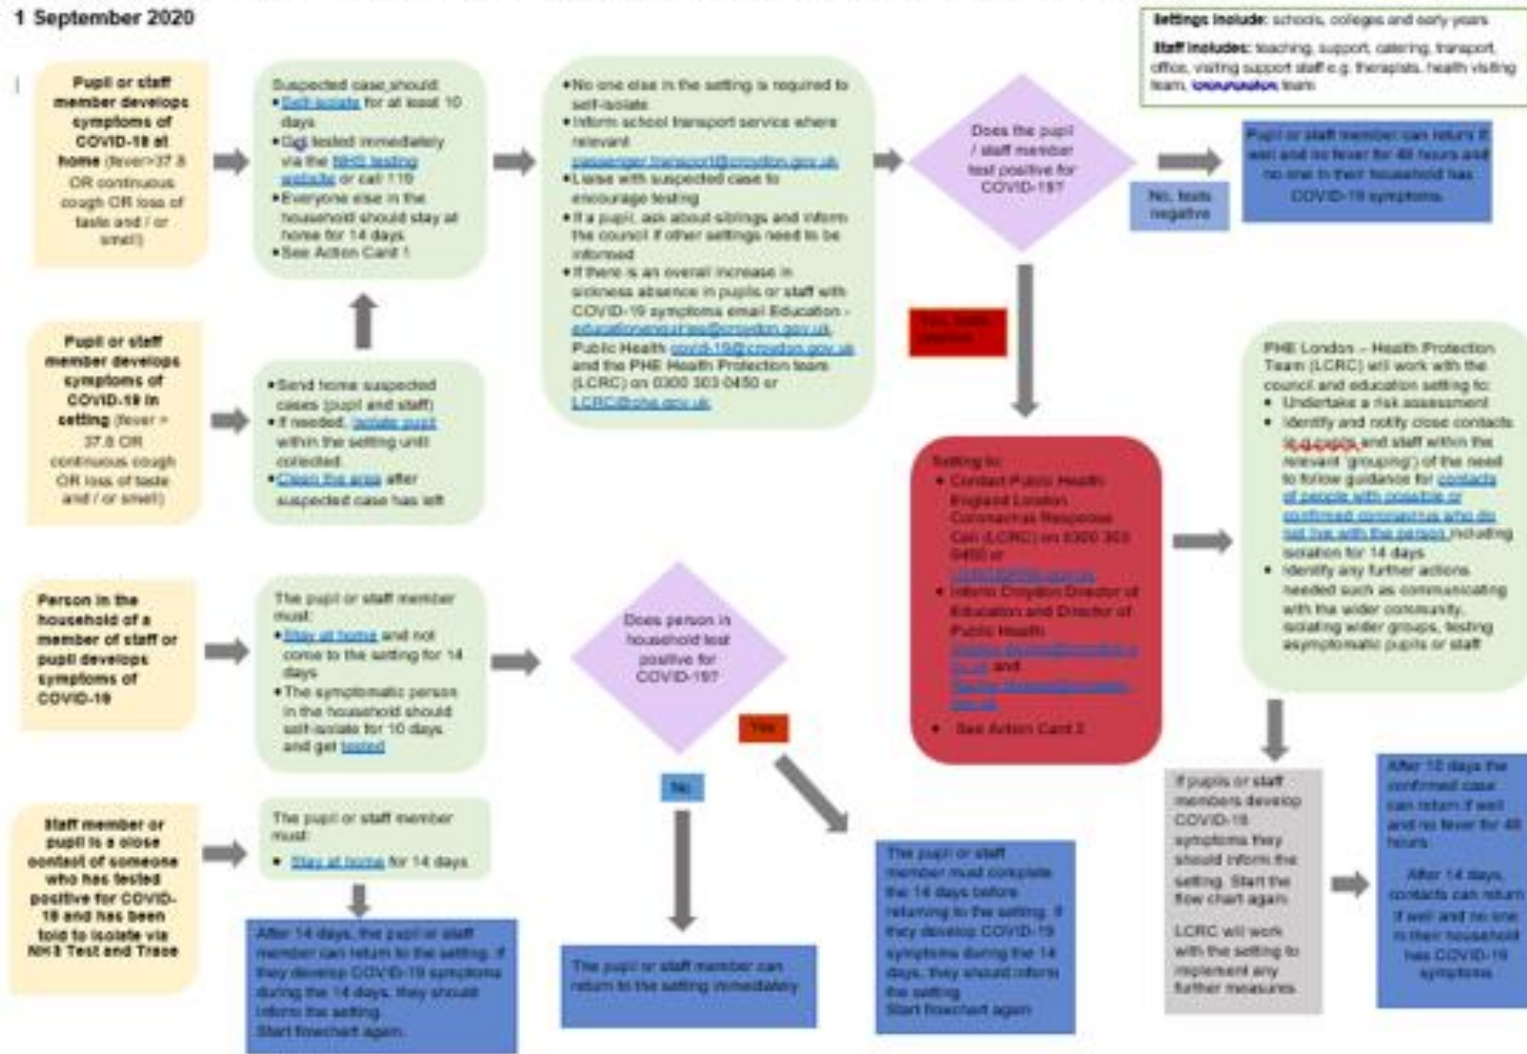 1 September 2020
Settings include: schools, colleges and early years
Staff includes: teaching, support, catering, transport,
office, visiting support staff e.g. therapists, health visiting
team, team
Pupil or staff
member develops
symptoms of
COVID-19 at
home (fever>37.8
OR continuous
cough OR loss of
taste and / or
smell)
Suspected case should
• Self-isolate for at least 10
days
• Get tested immediately
via the NHS testing
website or call 119
• Everyone else in the
household should stay at
home for 14 days
• See Action Card 1
• No one else in the setting is required to
self-isolate
• Inform school transport service where
relevant
passenger.transport@croydon.gov.uk
• Liaise with suspected case to
encourage testing
• If a pupil, ask about siblings and inform
the council if other settings need to be
informed
• If there is an overall increase in
sickness absence in pupils or staff with
COVID-19 symptoms email Education -
educationenquiries@croydon.gov.uk
Public Health covid-19@croydon.gov.uk
and the PHE Health Protection team
(LCRC) on 0300 303 0450 or
LCRC@phe.gov.uk
Does the pupil
/ staff member
test positive for
COVID-19?
No, tests
negative
Pupil or staff member can return if
well and no fever for 48 hours and
no one in their household has
COVID-19 symptoms.
Yes, tests
positive
Pupil or staff
member develops
symptoms of
COVID-19 in
setting (fever >
37.8 OR
continuous cough
OR loss of taste
and / or smell)
• Send home suspected
cases (pupil and staff)
• If needed, isolate pupil
within the setting until
collected
• Clean the area after
suspected case has left
Setting to:
• Contact Public Health
England London
Coronavirus Response
Cell (LCRC) on 0300 303
0450 or
• Inform Croydon Director of
Education and Director of
Public Health
and
• See Action Card 2
PHE London – Health Protection
Team (LCRC) will work with the
council and education setting to:
• Undertake a risk assessment
• Identify and notify close contacts
(e.g pupils and staff within the
relevant 'grouping') of the need
to follow guidance for contacts
of people with possible or
confirmed coronavirus who do
not live with the person including
isolation for 14 days
• Identify any further actions
needed such as communicating
with the wider community,
isolating wider groups, testing
asymptomatic pupils or staff
Person in the
household of a
member of staff or
pupil develops
symptoms of
COVID-19
The pupil or staff member
must:
• Stay at home and not
come to the setting for 14
days
• The symptomatic person
in the household should
self-isolate for 10 days
and get tested
Does person in
household test
positive for
COVID-19?
Yes
No
Staff member or
pupil is a close
contact of someone
who has tested
positive for COVID-
19 and has been
told to isolate via
NHS Test and Trace
The pupil or staff member
must:
• Stay at home for 14 days
After 14 days, the pupil or staff
member can return to the setting. If
they develop COVID-19 symptoms
during the 14 days, they should
inform the setting.
Start flowchart again.
The pupil or staff member can
return to the setting immediately
The pupil or staff
member must complete
the 14 days before
returning to the setting. If
they develop COVID-19
symptoms during the 14
days, they should inform
the setting
Start flowchart again
If pupils or staff
members develop
COVID-19
symptoms they
should inform the
setting. Start the
flow chart again.
LCRC will work
with the setting to
implement any
further measures
After 10 days the
confirmed case
can return if well
and no fever for 48
hours
After 14 days,
contacts can return
if well and no one
in their household
has COVID-19
symptoms